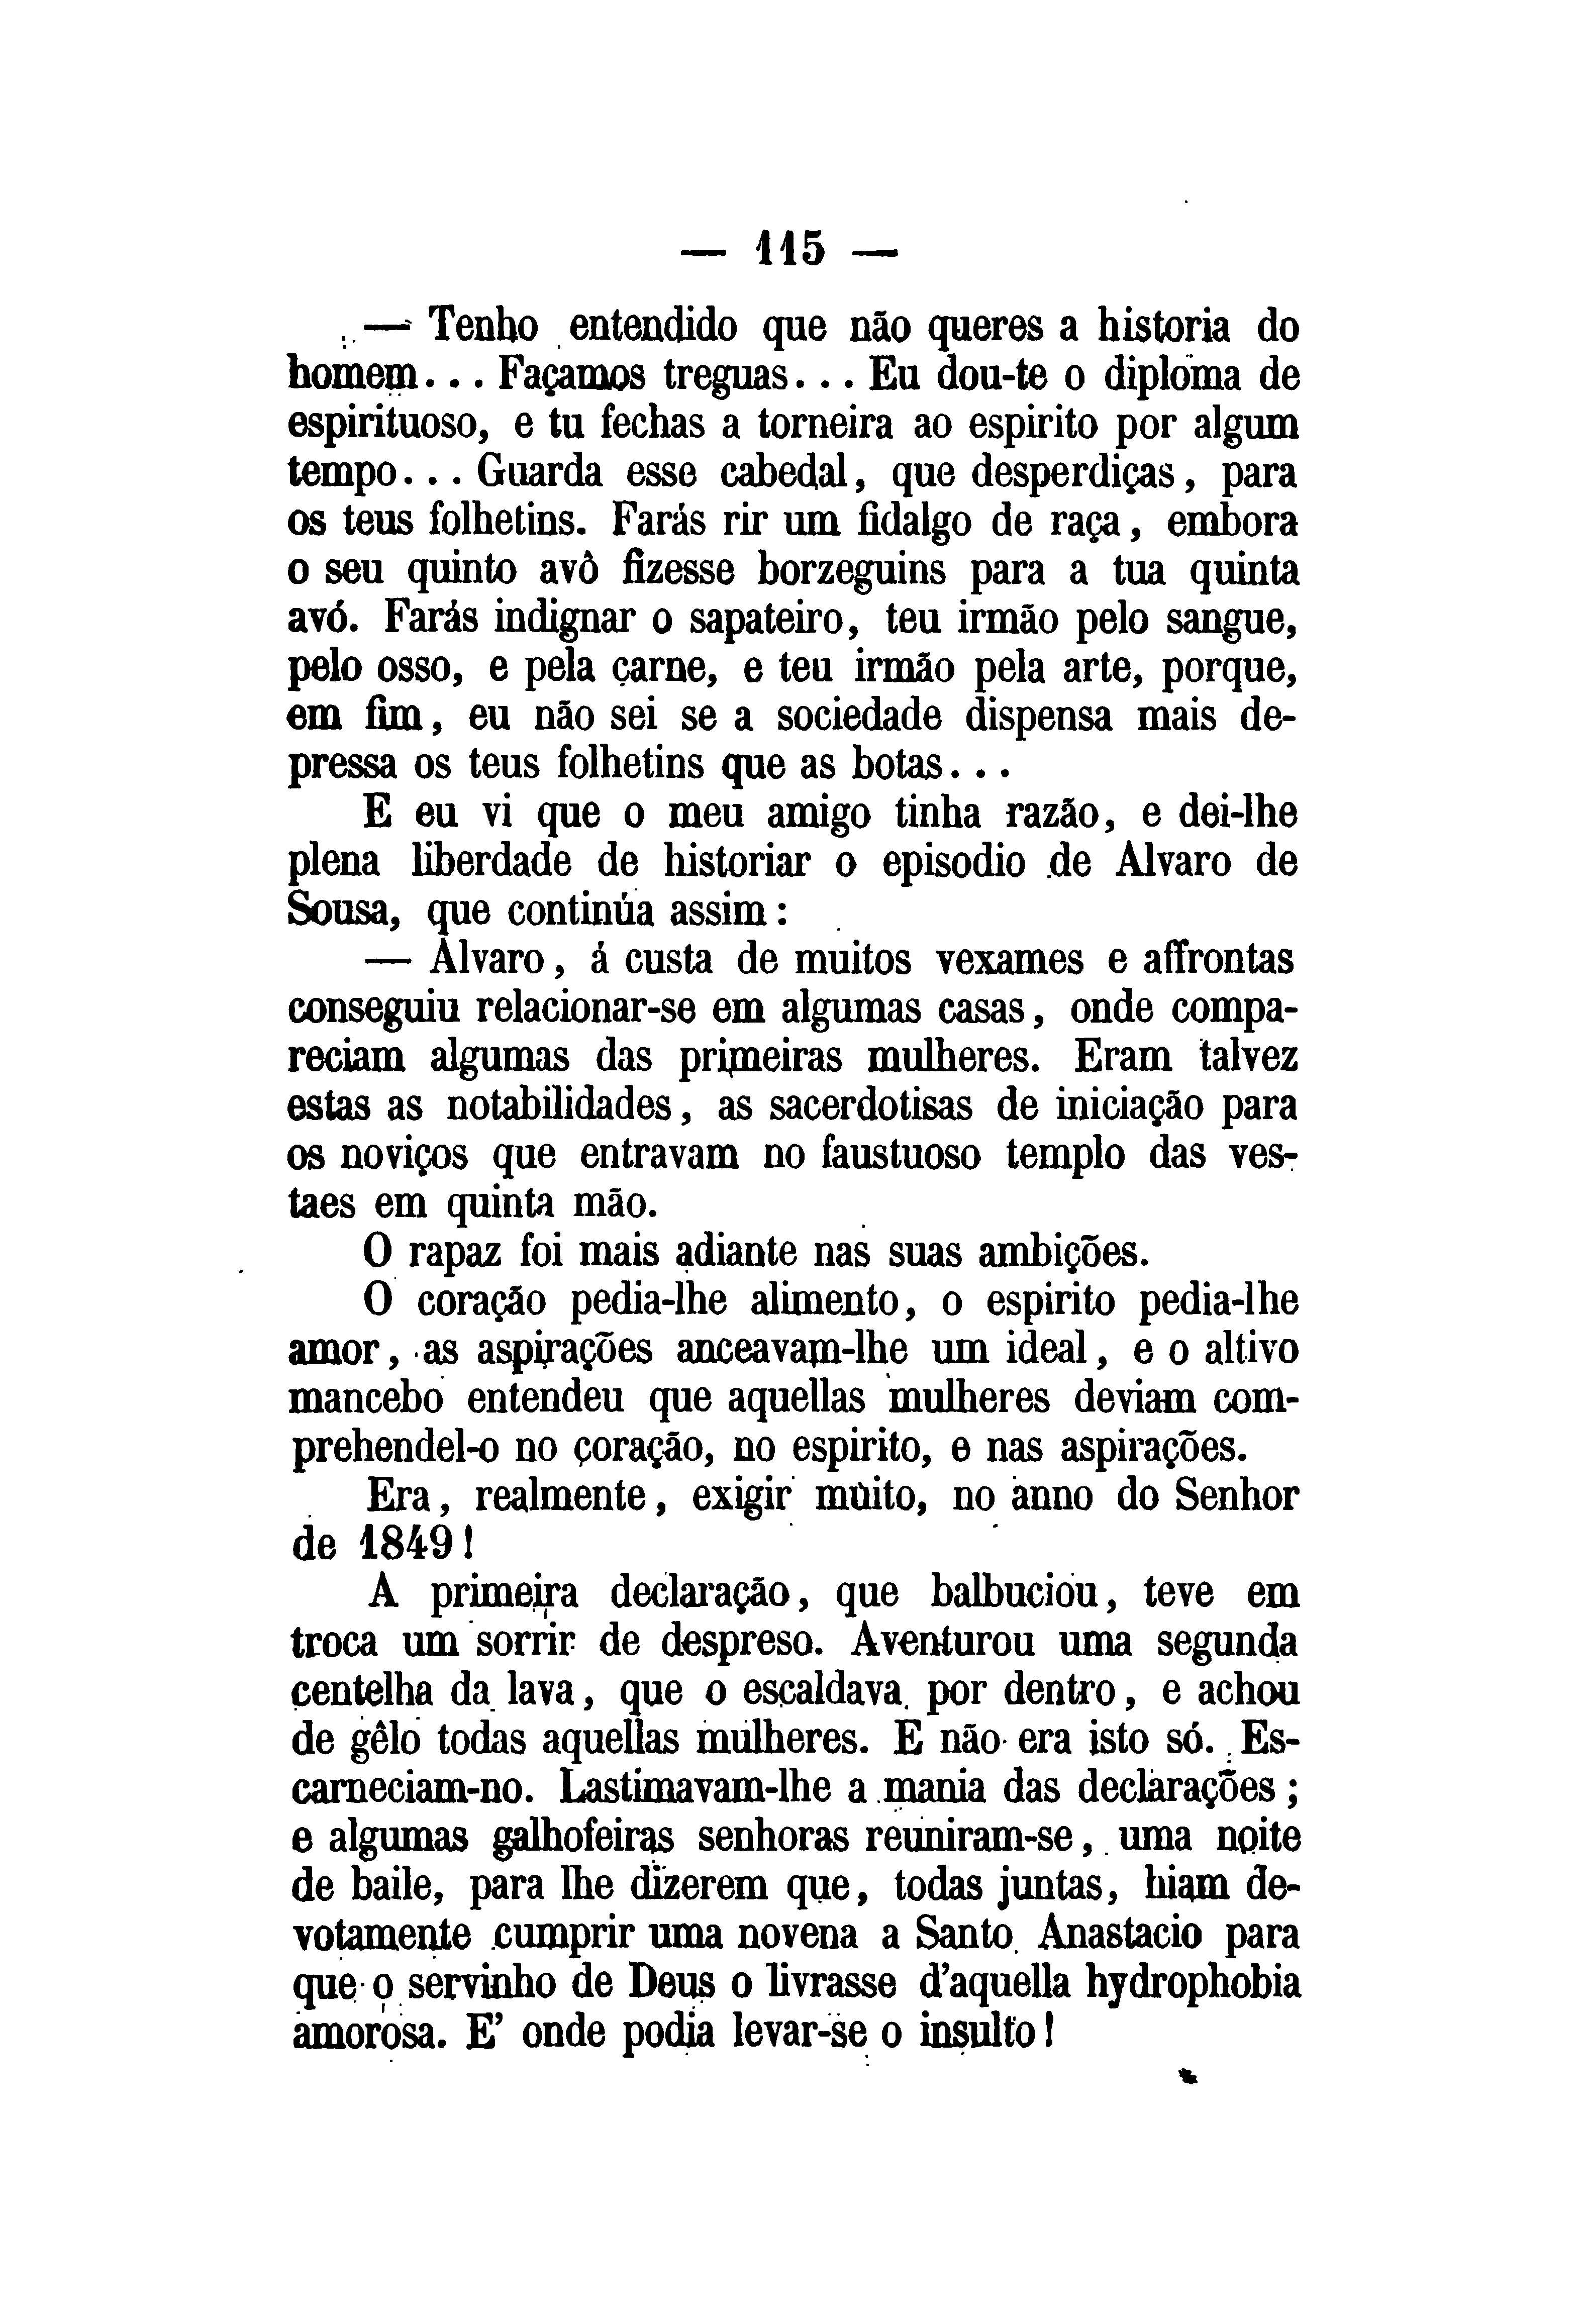 — 115 —
— Tenho entendido que não queres a historia do
homem... Façamos treguas... Eu dou-te o diploma de
espirituoso, e tu fechas a torneira ao espirito por algum
tempo... Guarda esse cabedal, que desperdiças, para
os teus folhetins. Farás rir um fidalgo de raça, embora
o seu quinto avô fizesse borzeguins para a tua quinta
avó. Farás indignar o sapateiro, teu irmão pelo sangue,
pelo osso, e pela carne, e teu irmão pela arte, porque,
em fim, eu não sei se a sociedade dispensa mais de-
pressa os teus folhetins que as botas...
E eu vi que o meu amigo tinha razão, e dei-lhe
plena liberdade de historiar o episodio de Alvaro de
Sousa, que continúa assim:
— Alvaro, á custa de muitos vexames e affrontas
conseguiu relacionar-se em algumas casas, onde compa-
reciam algumas das primeiras mulheres. Eram talvez
estas as notabilidades, as sacerdotisas de iniciação para
os noviços que entravam no faustuoso templo das ves-
taes em quinta mão.
O rapaz foi mais adiante nas suas ambições.
O coração pedia-lhe alimento, o espirito pedia-lhe
amor, as aspirações anceavam-lhe um ideal, e o altivo
mancebo entendeu que aquellas mulheres deviam com-
prehendel-o no coração, no espirito, e nas aspirações.
Era, realmente, exigir muito, no anno do Senhor
de 1849!
A primeira declaração, que balbuciou, teve em
troca um sorrir de despreso. Aventurou uma segunda
centelha da lava, que o escaldava por dentro, e achou
de gêlo todas aquellas mulheres. E não era isto só. Es-
carneciam-no. Lastimavam-lhe a mania das declarações;
e algumas galhofeiras senhoras reuniram-se, uma noite
de baile, para lhe dizerem que, todas juntas, hiam de-
votamente cumprir uma novena a Santo Anastacio para
que o servinho de Deus o livrasse d'aquella hydrophobia
amorosa. E' onde podia levar-se o insulto!
*